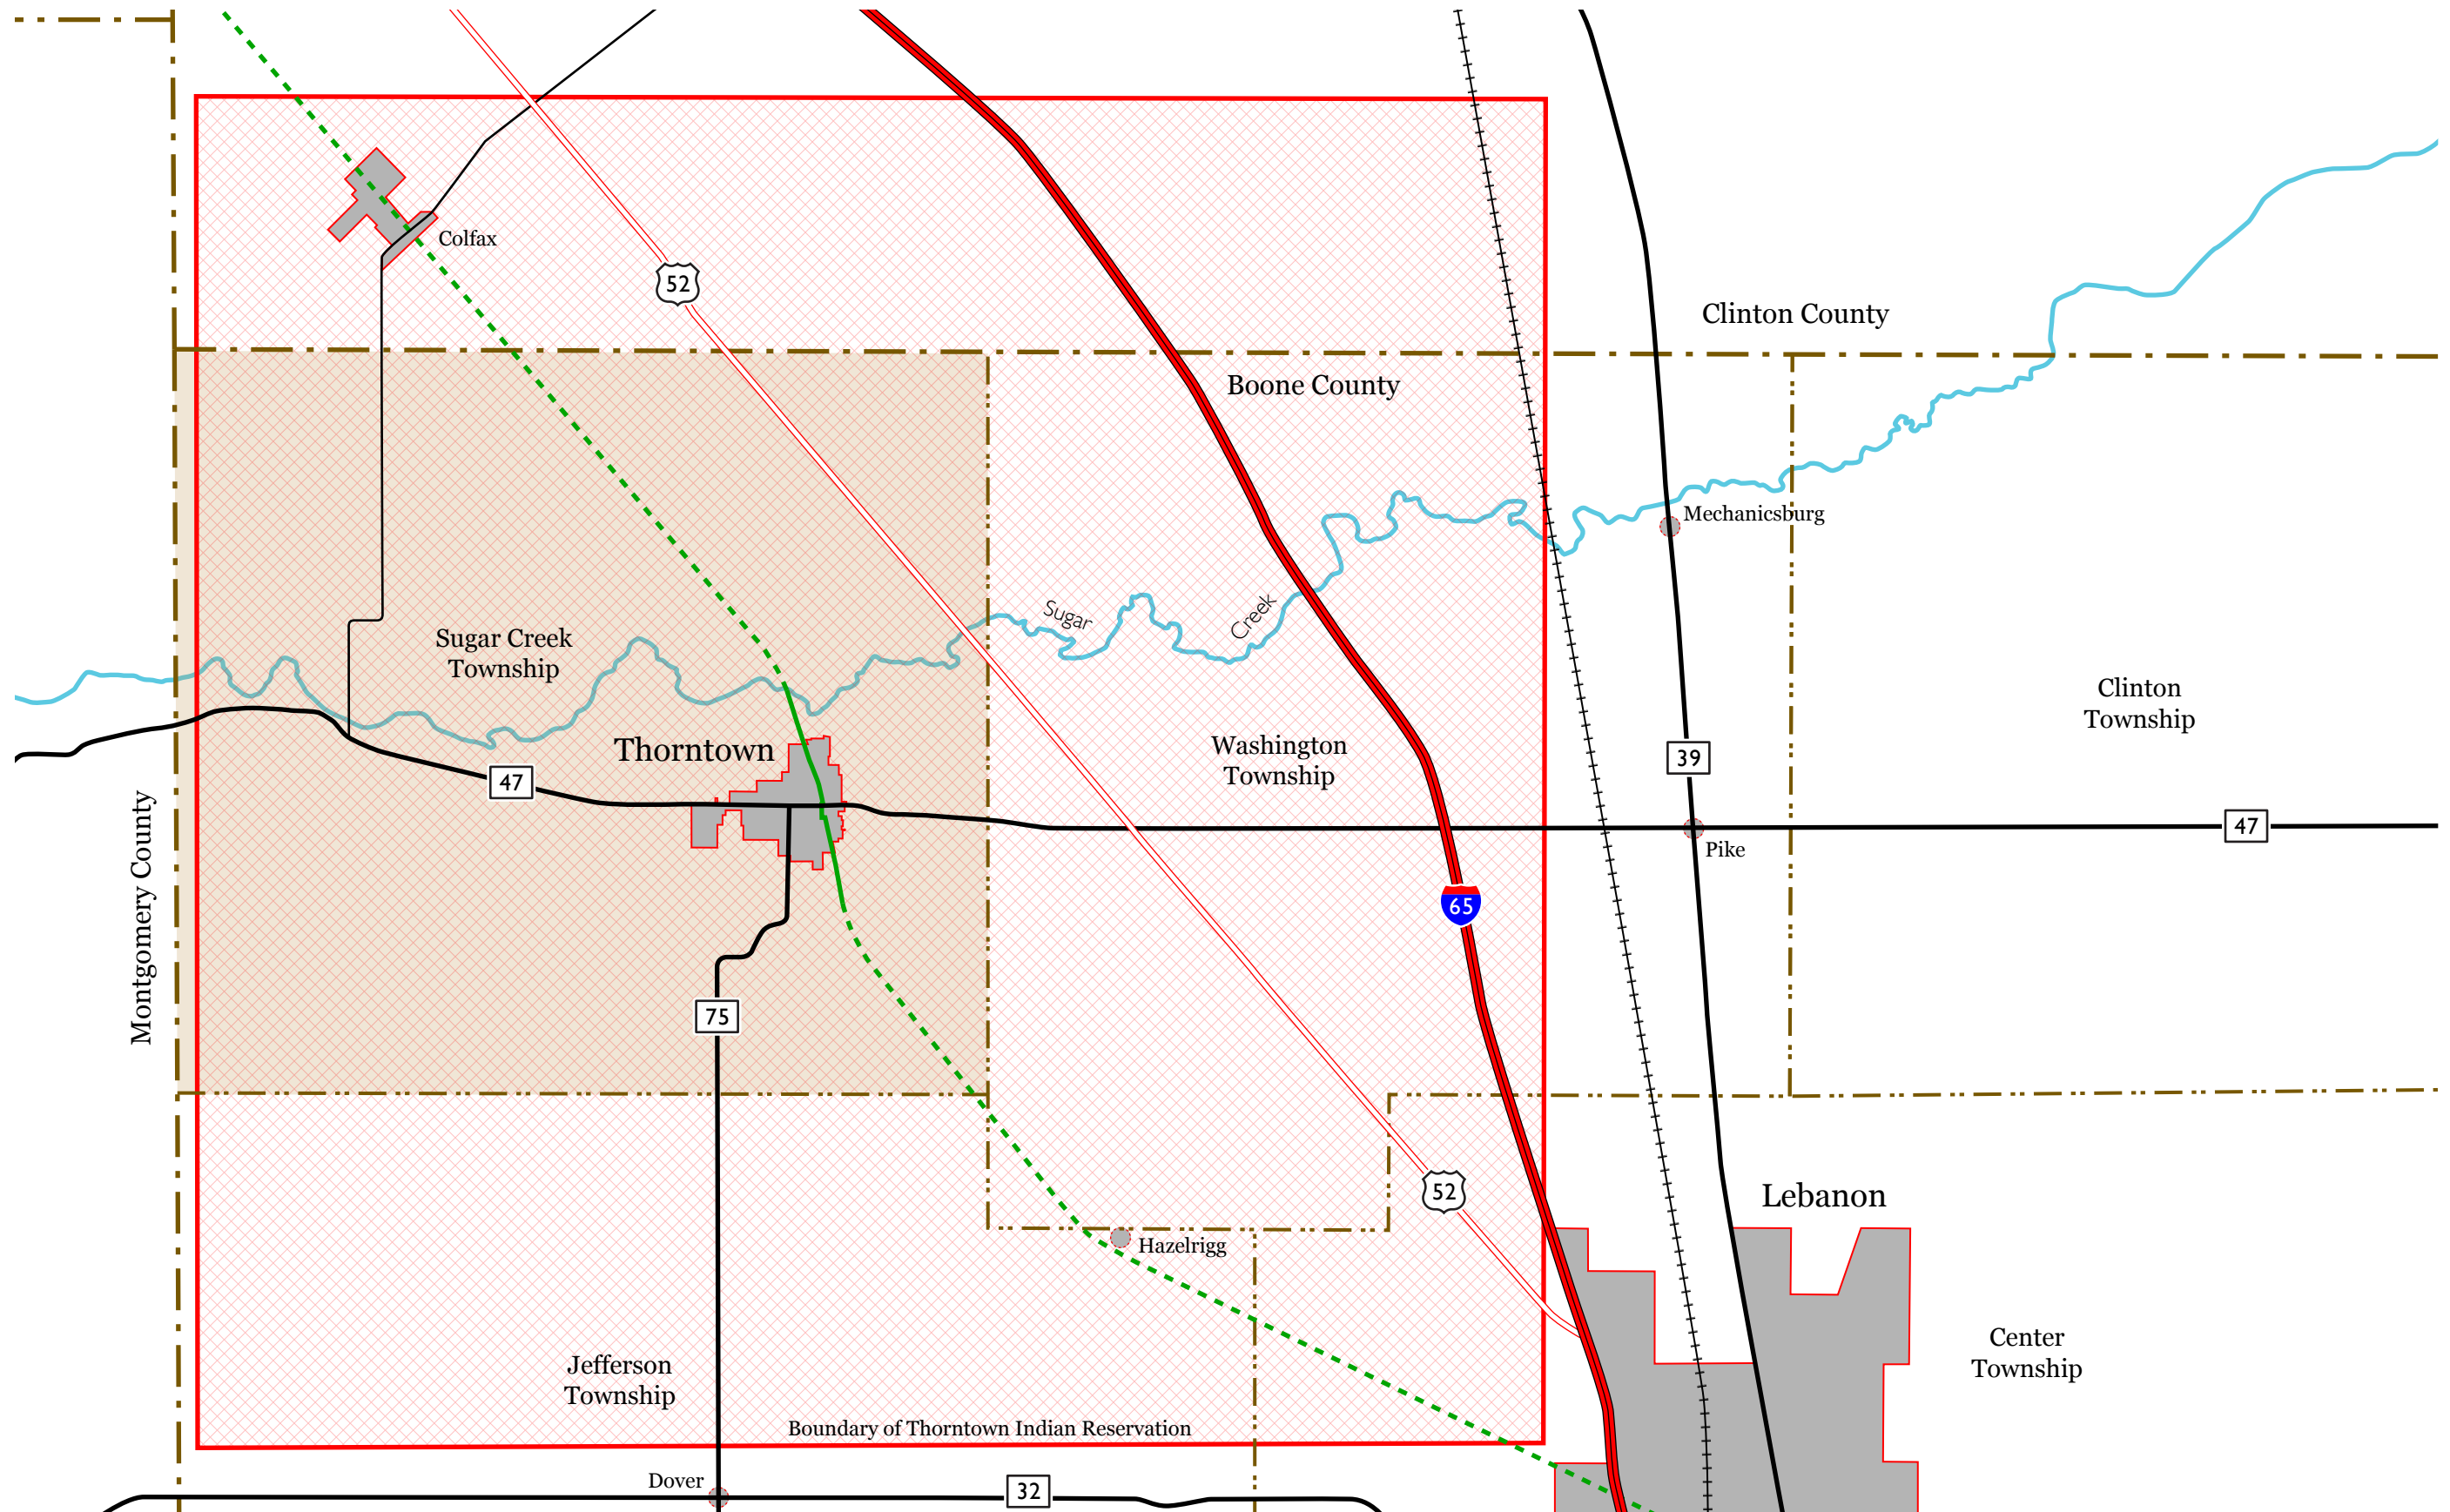 Colfax
52
Clinton County
Boone County
Mechanicsburg
Sugar
Creek
Sugar Creek
Township
Clinton
Township
Thorntown
Washington
Township
39
47
47
Pike
Montgomery County
65
75
52
Lebanon
Hazelrigg
Center
Township
Jefferson
Township
Boundary of Thorntown Indian Reservation
Dover
32